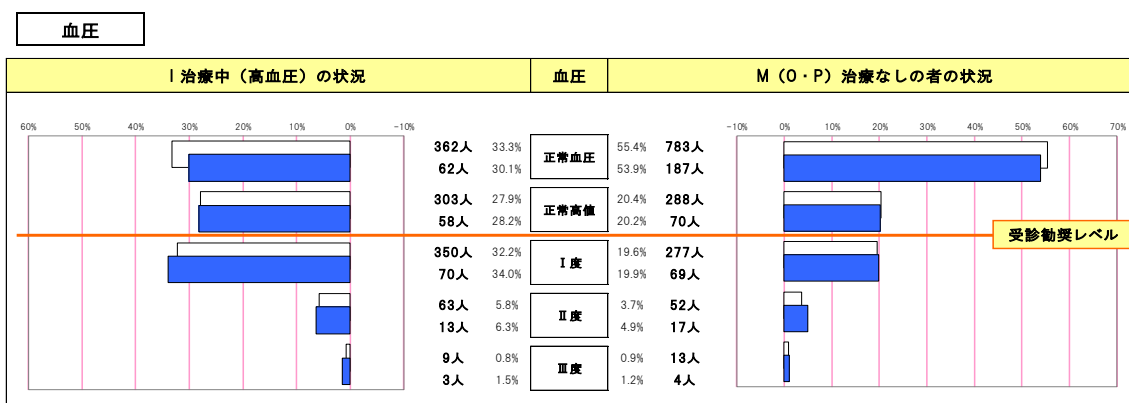 血圧
Ⅰ治療中（高血圧）の状況 血圧 M（O・P）治療なしの者の状況
60% 50% 40% 30% 20% 10% 0% -10% -10% 0% 10% 20% 30% 40% 50% 60% 70%
362人 33.3% 正常血圧 55.4% 783人
62人 30.1% 53.9% 187人
303人 27.9% 正常高値 20.4% 288人
58人 28.2% 20.2% 70人
受診勧奨レベル
350人 32.2% Ⅰ度 19.6% 277人
70人 34.0% 19.9% 69人
63人 5.8% Ⅱ度 3.7% 52人
13人 6.3% 4.9% 17人
9人 0.8% Ⅲ度 0.9% 13人
3人 1.5% 1.2% 4人